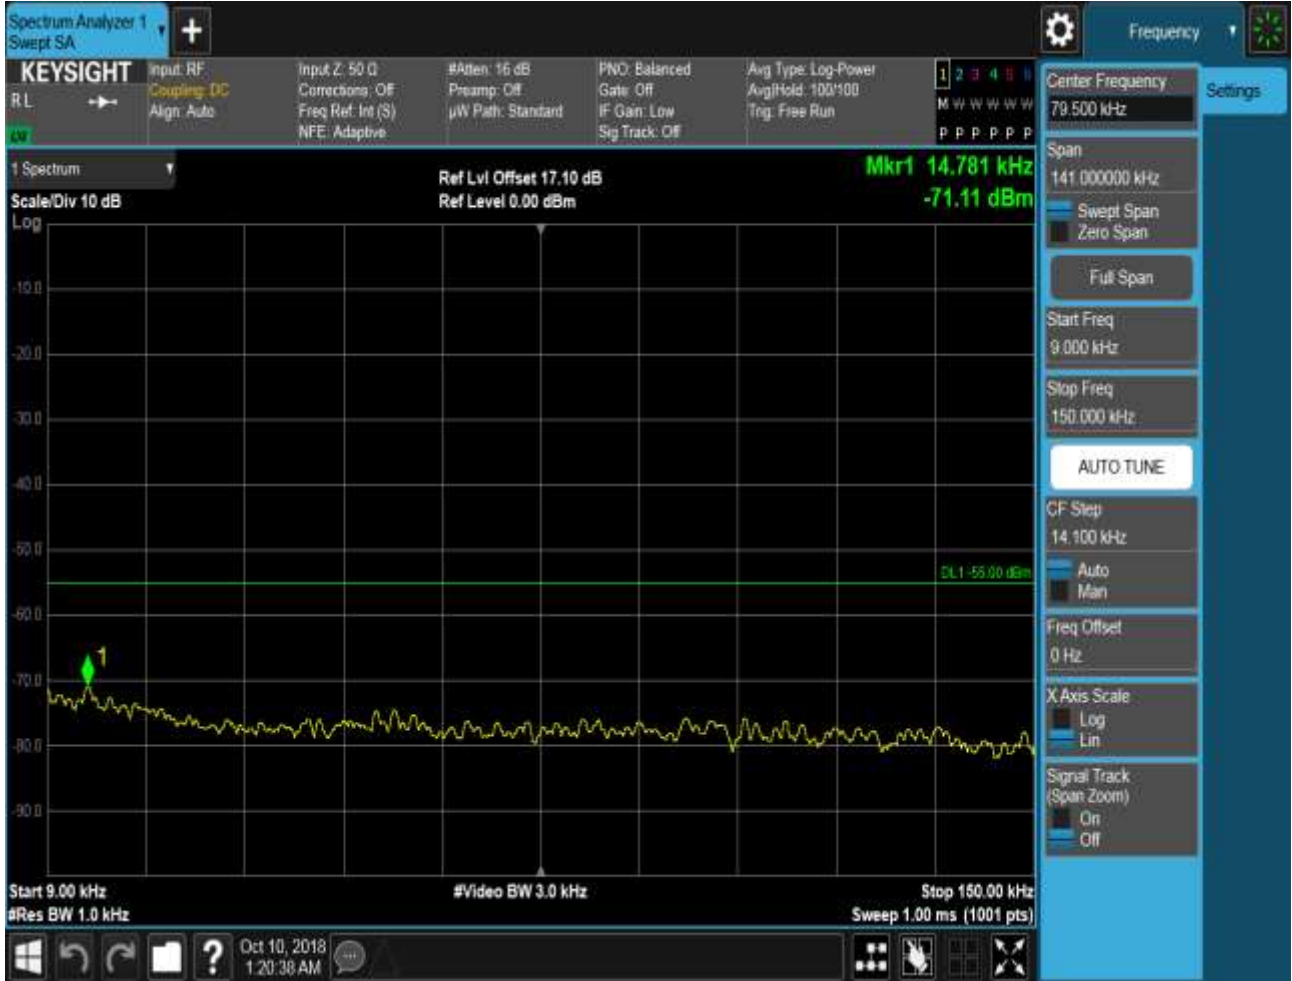 Spectrum Analyzer 1
Swept SA
Frequency
KEYSIGHT
RL
LXI
Input: RF
Coupling: DC
Align: Auto
Input Z: 50 Ω
Corrections: Off
Freq Ref: Int (S)
NFE: Adaptive
#Atten: 16 dB
Preamp: Off
µW Path: Standard
PNO: Balanced
Gate: Off
IF Gain: Low
Sig Track: Off
Avg Type: Log-Power
Avg|Hold: 100/100
Trig: Free Run
1 2 3 4 5 6
M W W W W W
P P P P P P
1 Spectrum
Scale/Div 10 dB
Log
Ref Lvl Offset 17.10 dB
Ref Level 0.00 dBm
Mkr1 14.781 kHz
-71.11 dBm
-10.0
-20.0
-30.0
-40.0
-50.0
DL1 -55.00 dBm
-60.0
1
-70.0
-80.0
-90.0
Start 9.00 kHz
#Res BW 1.0 kHz
#Video BW 3.0 kHz
Stop 150.00 kHz
Sweep 1.00 ms (1001 pts)
?
Oct 10, 2018
1:20:38 AM
Center Frequency
79.500 kHz
Settings
Span
141.000000 kHz
Swept Span
Zero Span
Full Span
Start Freq
9.000 kHz
Stop Freq
150.000 kHz
AUTO TUNE
CF Step
14.100 kHz
Auto
Man
Freq Offset
0 Hz
X Axis Scale
Log
Lin
Signal Track
(Span Zoom)
On
Off